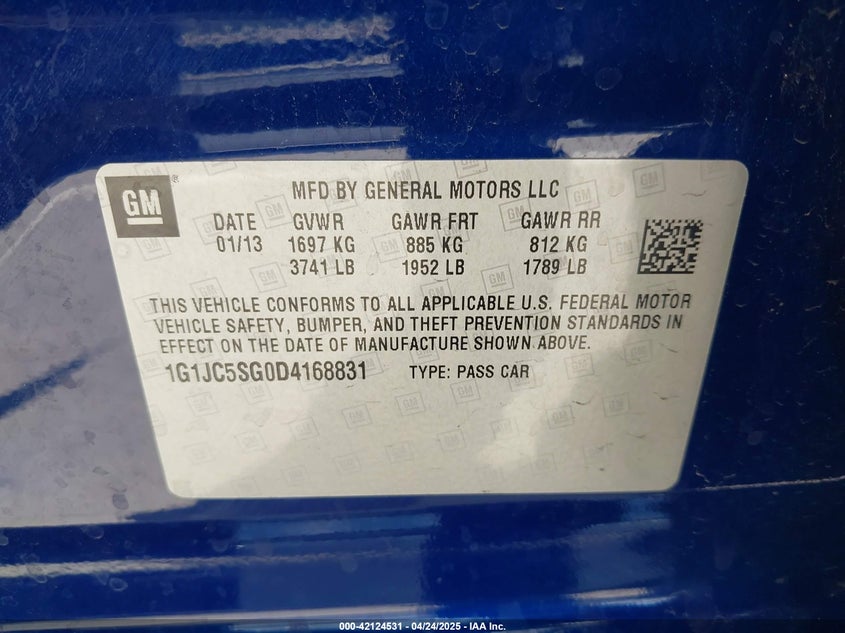 GM
MFD BY GENERAL MOTORS LLC
DATE GVWR GAWR FRT GAWR RR
01/13 1697 KG 885 KG 812 KG
3741 LB 1952 LB 1789 LB
THIS VEHICLE CONFORMS TO ALL APPLICABLE U.S. FEDERAL MOTOR
VEHICLE SAFETY, BUMPER, AND THEFT PREVENTION STANDARDS IN
EFFECT ON THE DATE OF MANUFACTURE SHOWN ABOVE.
1G1JC5SG0D4168831 TYPE: PASS CAR
000-42124531 - 04/24/2025 - IAA Inc.